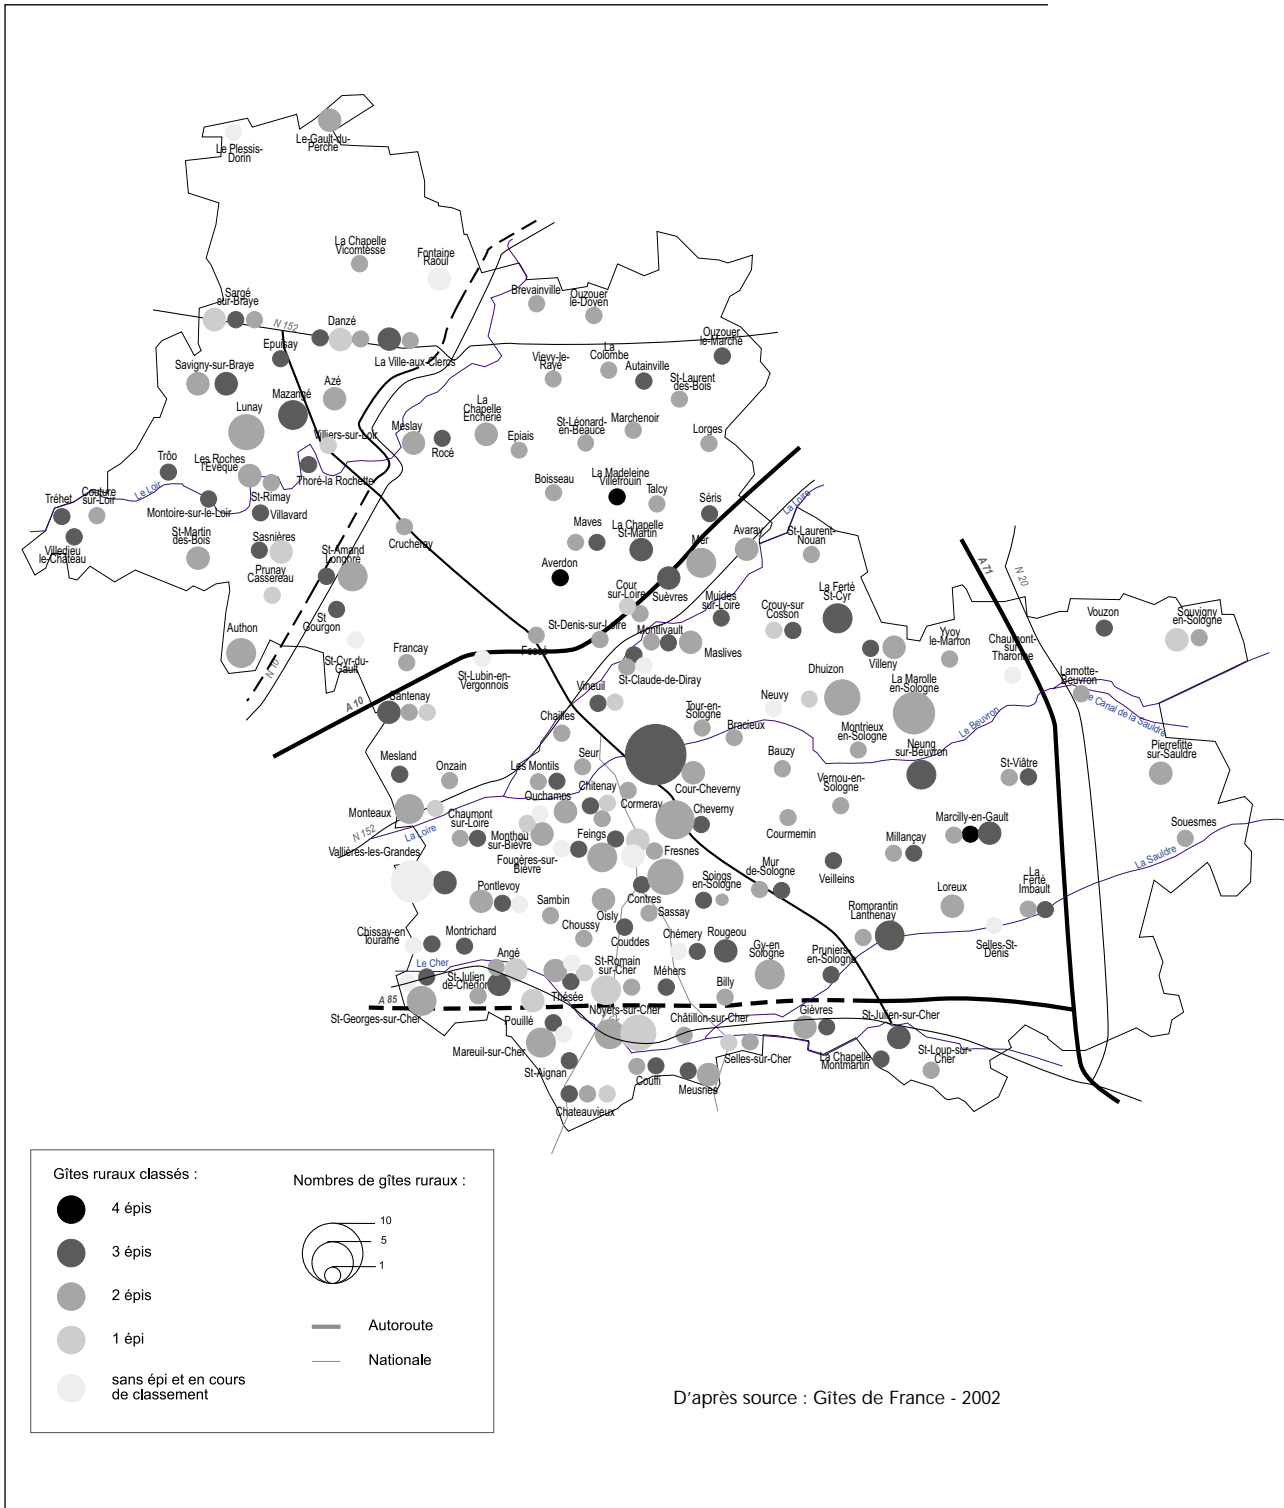 Le Plessis-
Dorin
Le-Gault-du-
Perche
La Chapelle
Vicomtesse
Fontaine
Raoul
Sargé
sur-Braye
N 152
Danzé
Epuisay
La Ville-aux-Clercs
Brevainville
Ouzouer
le-Doyen
Ouzouer
le-Marché
La
Colombe
Vievy-le-
Rayé
Autainville
St-Laurent
des-Bois
Savigny-sur-Braye
Azé
Mazangé
Lunay
Villiers-sur-Loir
Meslay
Rocé
La
Chapelle
Encherie
Epiais
St-Léonard-
en-Beauce
Marchenoir
Lorges
Trôo
Les Roches
l'Evêque
Thoré-la Rochette
St-Rimay
Boisseau
La Madeleine
Villefrouin
Talcy
Séris
Le Loir
La Loire
Tréhet
Couture
sur-Loir
Montoire-sur-le-Loir
Villavard
Villedieu
le-Château
St-Martin
des-Bois
Sasnières
St-Amand
Longpré
Crucheray
Maves
La Chapelle
St-Martin
Mer
Avaray
St-Laurent-
Nouan
Prunay
Cassereau
Averdon
Cour
sur-Loire
Suèvres
Muides
sur-Loire
Crouy-sur
Cosson
La Ferté
St-Cyr
A 71
N 20
Vouzon
Souvigny
en-Sologne
St
Gourgon
Authon
N 10
St-Cyr-du-
Gault
Francay
St-Lubin-en-
Vergonnois
Fossé
St-Denis-sur-Loire
Montlivault
Maslives
St-Claude-de-Diray
Villeny
Yvoy
le-Marron
Chaumont-
sur
Tharonne
Lamotte-
Beuvron
Dhuizon
La Marolle
en-Sologne
Neuvy
Vineuil
A 10
Santenay
Chailles
Tour-en-
Sologne
Bracieux
Montrieux
en-Sologne
Le Beuvron
e Canal de la Sauldre
Mesland
Onzain
Seur
Les Montils
Cour-Cheverny
Bauzy
Neung
sur-Beuvron
St-Viâtre
Pierrefitte
sur-Sauldre
Vernou-en-
Sologne
Chitenay
Ouchamps
Cormeray
Cheverny
Courmemin
Monteaux
N 152
La Loire
Chaumont
sur-Loire
Monthou
sur-Bièvre
Feings
Marcilly-en-Gault
Millançay
Souesmes
Vallières-les-Grandes
Fougères-sur-
Bièvre
Fresnes
Mur
de-Sologne
Veilleins
La Sauldre
Pontlevoy
Contres
Soings
en-Sologne
La
Ferté
Imbault
Loreux
Sambin
Oisly
Sassay
Romorantin
Lanthenay
Selles-St-
Denis
Chissay-en
Touraine
Montrichard
Choussy
Couddes
Chémery
Rougeou
Gy-en
Sologne
Pruniers-
en-Sologne
Le Cher
Angé
St-Julien
de-Chédon
St-Romain
sur-Cher
Méhers
Billy
A 85
Thésée
St-Georges-sur-Cher
Pouillé
Noyers-sur-Cher
Châtillon-sur-Cher
Gièvres
St-Julien-sur-Cher
Mareuil-sur-Cher
St-Aignan
Selles-sur-Cher
La Chapelle
Montmartin
St-Loup-sur-
Cher
Couffi
Meusnes
Chateauvieux
Gîtes ruraux classés :
4 épis
3 épis
2 épis
1 épi
sans épi et en cours
de classement
Nombres de gîtes ruraux :
10
5
1
Autoroute
Nationale
D'après source : Gîtes de France - 2002